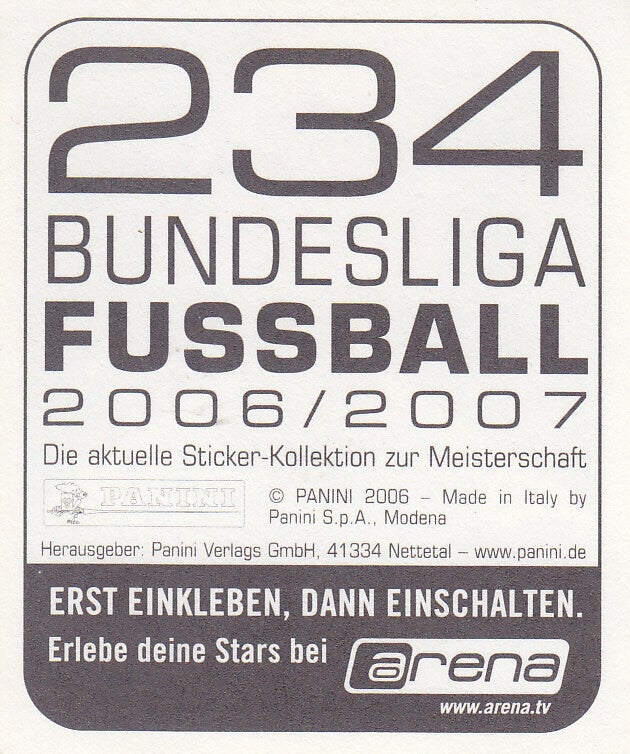 234
BUNDESLIGA
FUSSBALL
2006/2007
Die aktuelle Sticker-Kollektion zur Meisterschaft
PANINI
© PANINI 2006 – Made in Italy by
Panini S.p.A., Modena
Herausgeber: Panini Verlags GmbH, 41334 Nettetal – www.panini.de
ERST EINKLEBEN, DANN EINSCHALTEN.
Erlebe deine Stars bei
arena
www.arena.tv